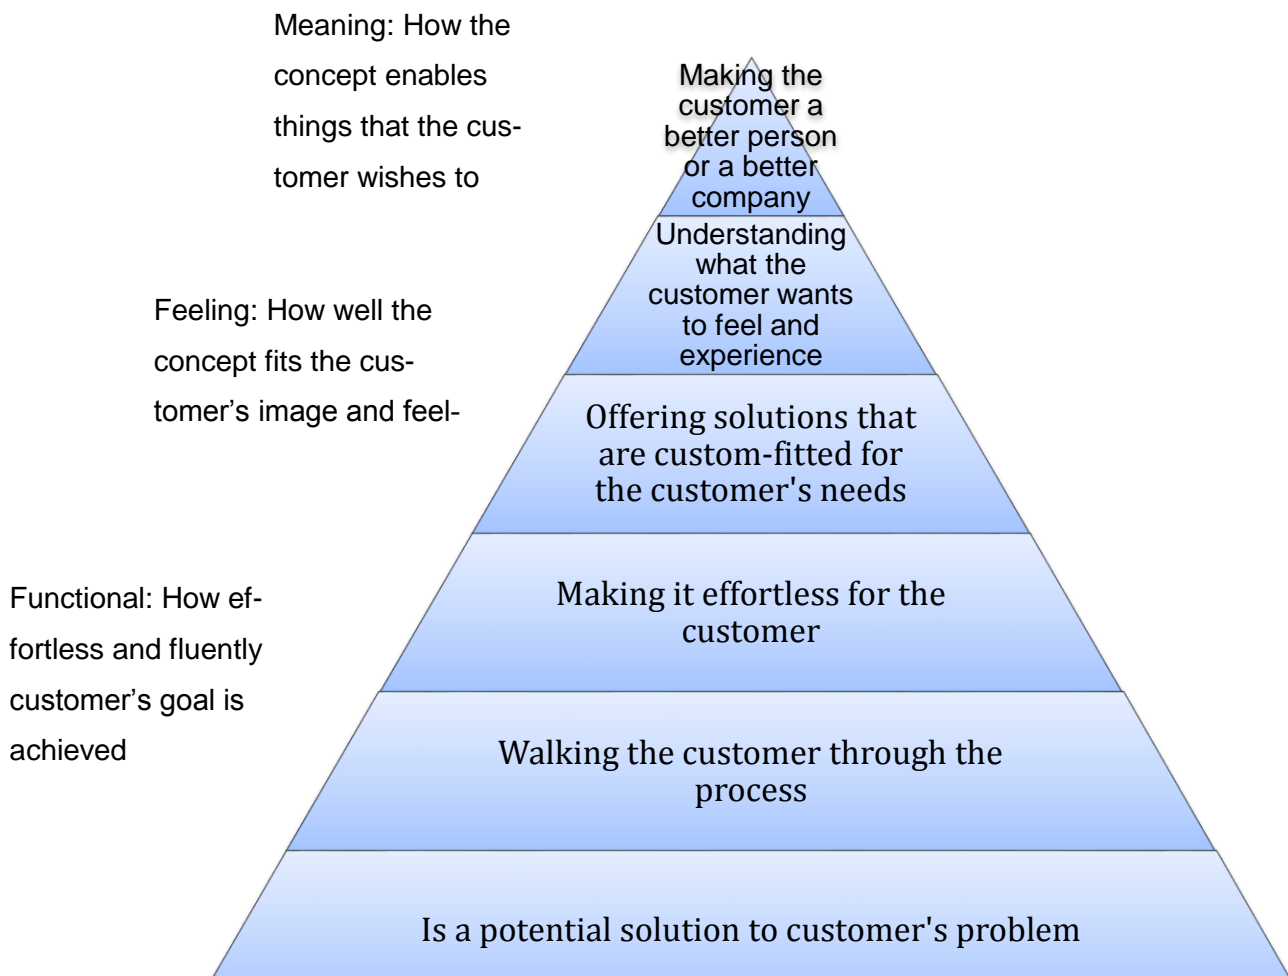 Meaning: How the
concept enables
things that the cus-
tomer wishes to
Making the
customer a
better person
or a better
company
Understanding
what the
customer wants
to feel and
experience
Feeling: How well the
concept fits the cus-
tomer’s image and feel-
Offering solutions that
are custom-fitted for
the customer's needs
Functional: How ef-
fortless and fluently
customer’s goal is
achieved
Making it effortless for the
customer
Walking the customer through the
process
Is a potential solution to customer's problem